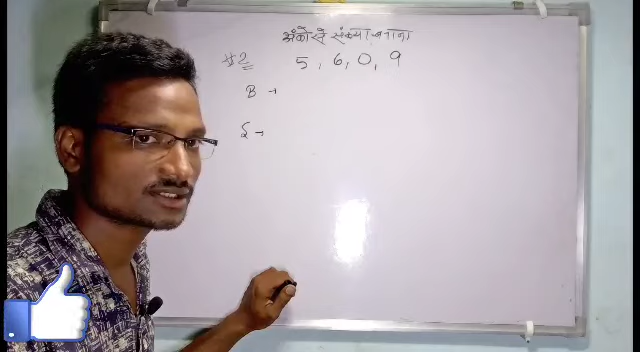 अंकोसे संख्या बनाना
#2 5, 6, 0, 9
B →
S →